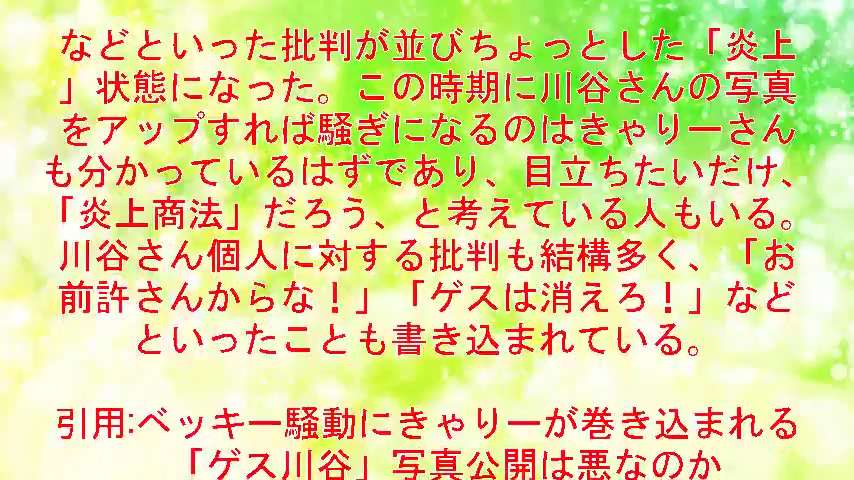 などといった批判が並びちょっとした「炎上
」状態になった。この時期に川谷さんの写真
をアップすれば騒ぎになるのはきゃりーさん
も分かっているはずであり、目立ちたいだけ、
「炎上商法」だろう、と考えている人もいる。
川谷さん個人に対する批判も結構多く、「お
前許さんからな！」「ゲスは消えろ！」など
といったことも書き込まれている。
引用:ベッキー騒動にきゃりーが巻き込まれる
「ゲス川谷」写真公開は悪なのか